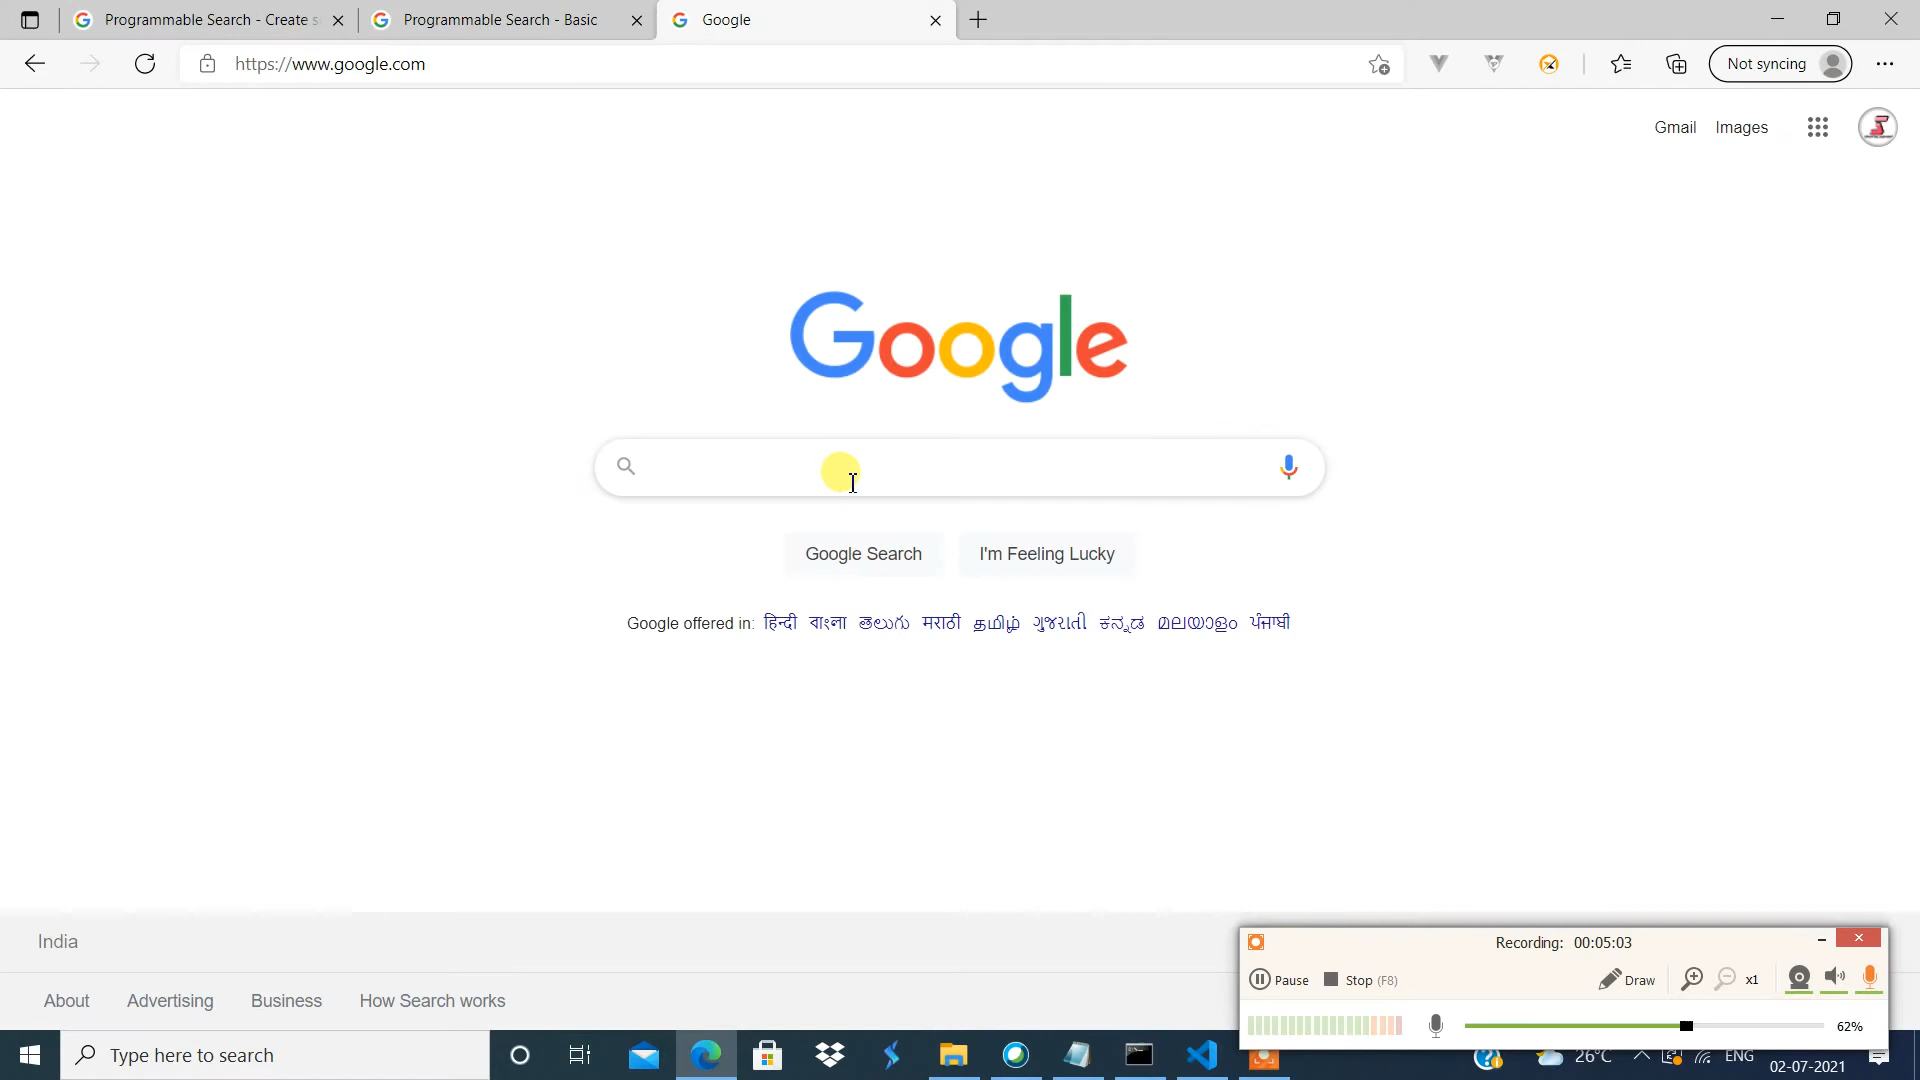 Programmable Search - Create s
Programmable Search - Basic
Google
https://www.google.com
Not syncing
Gmail
Images
Google
Google Search
I'm Feeling Lucky
Google offered in: हिन्दी বাংলা తెలుగు मराठी தமிழ் ગુજરાતી ಕನ್ನಡ മലയാളം ਪੰਜਾਬੀ
India
Recording: 00:05:03
Pause
Stop (F8)
Draw
x1
About
Advertising
Business
How Search works
62%
Type here to search
26°C
ENG
02-07-2021